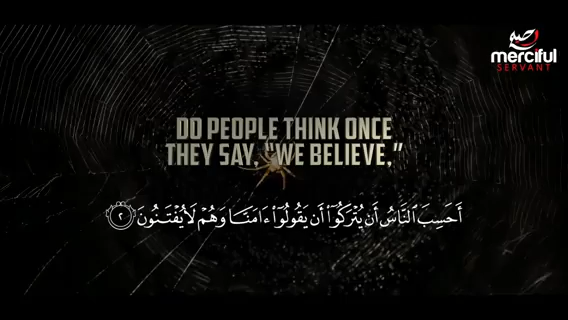 merciful
SERVANT
DO PEOPLE THINK ONCE
THEY SAY, "WE BELIEVE,"
أَحَسِبَ ٱلنَّاسُ أَن يُتْرَكُوٓا۟ أَن يَقُولُوٓا۟ ءَامَنَّا وَهُمْ لَا يُفْتَنُونَ ٢